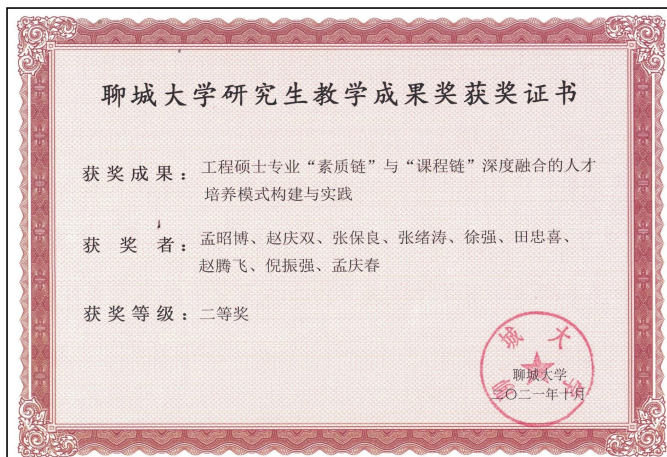 聊城大学研究生教学成果奖获奖证书
获奖成果：工程硕士专业“素质链”与“课程链”深度融合的人才
培养模式构建与实践
获奖者：孟昭博、赵庆双、张保良、张绪涛、徐强、田忠喜、
赵腾飞、倪振强、孟庆春
获奖等级：二等奖
聊城大学
聊城大学
二〇二一年十月